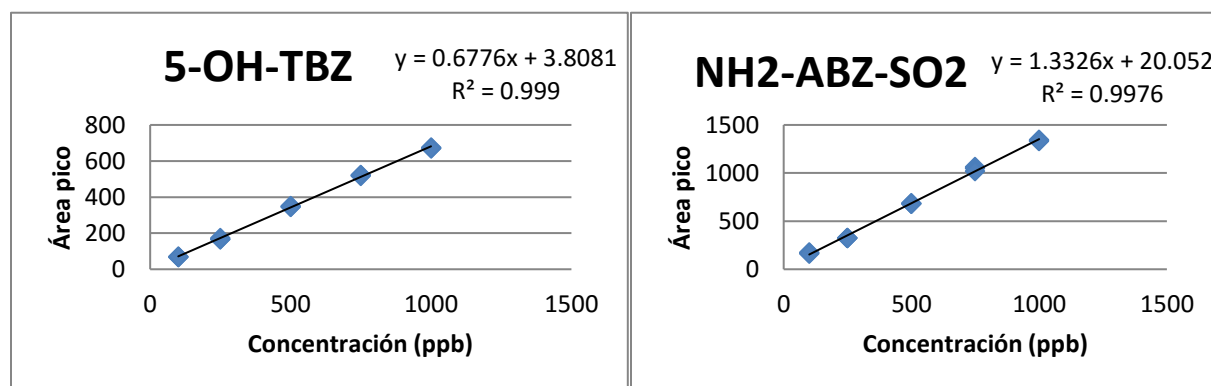 5-OH-TBZ
y = 0.6776x + 3.8081
R² = 0.999
800
600
400
200
0
0 500 1000 1500
Área pico
Concentración (ppb)
NH2-ABZ-SO2
y = 1.3326x + 20.052
R² = 0.9976
1500
1000
500
0
0 500 1000 1500
Área pico
Concentración (ppb)